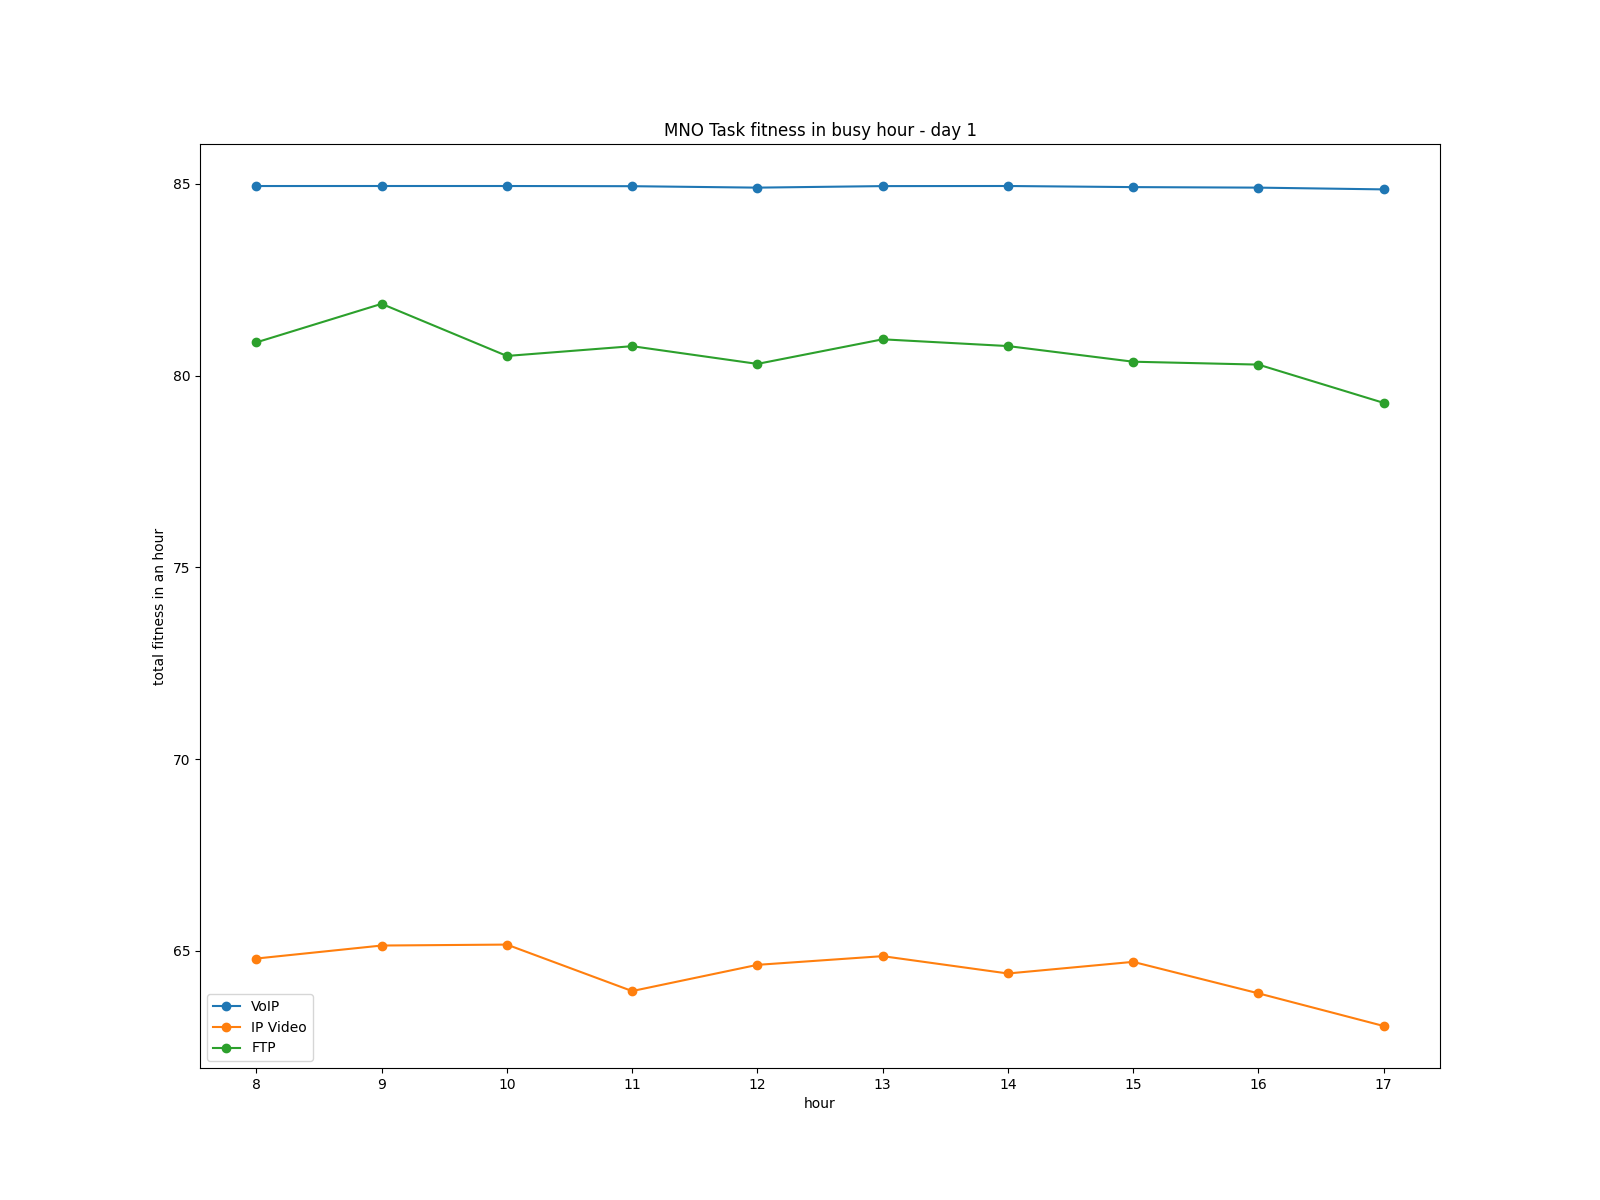 MNO Task fitness in busy hour - day 1
85
80
75
70
65
total fitness in an hour
VoIP
IP Video
FTP
8 9 10 11 12 13 14 15 16 17
hour